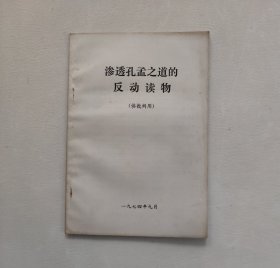 渗透孔孟之道的
反动读物
（供批判用）
一九七四年九月